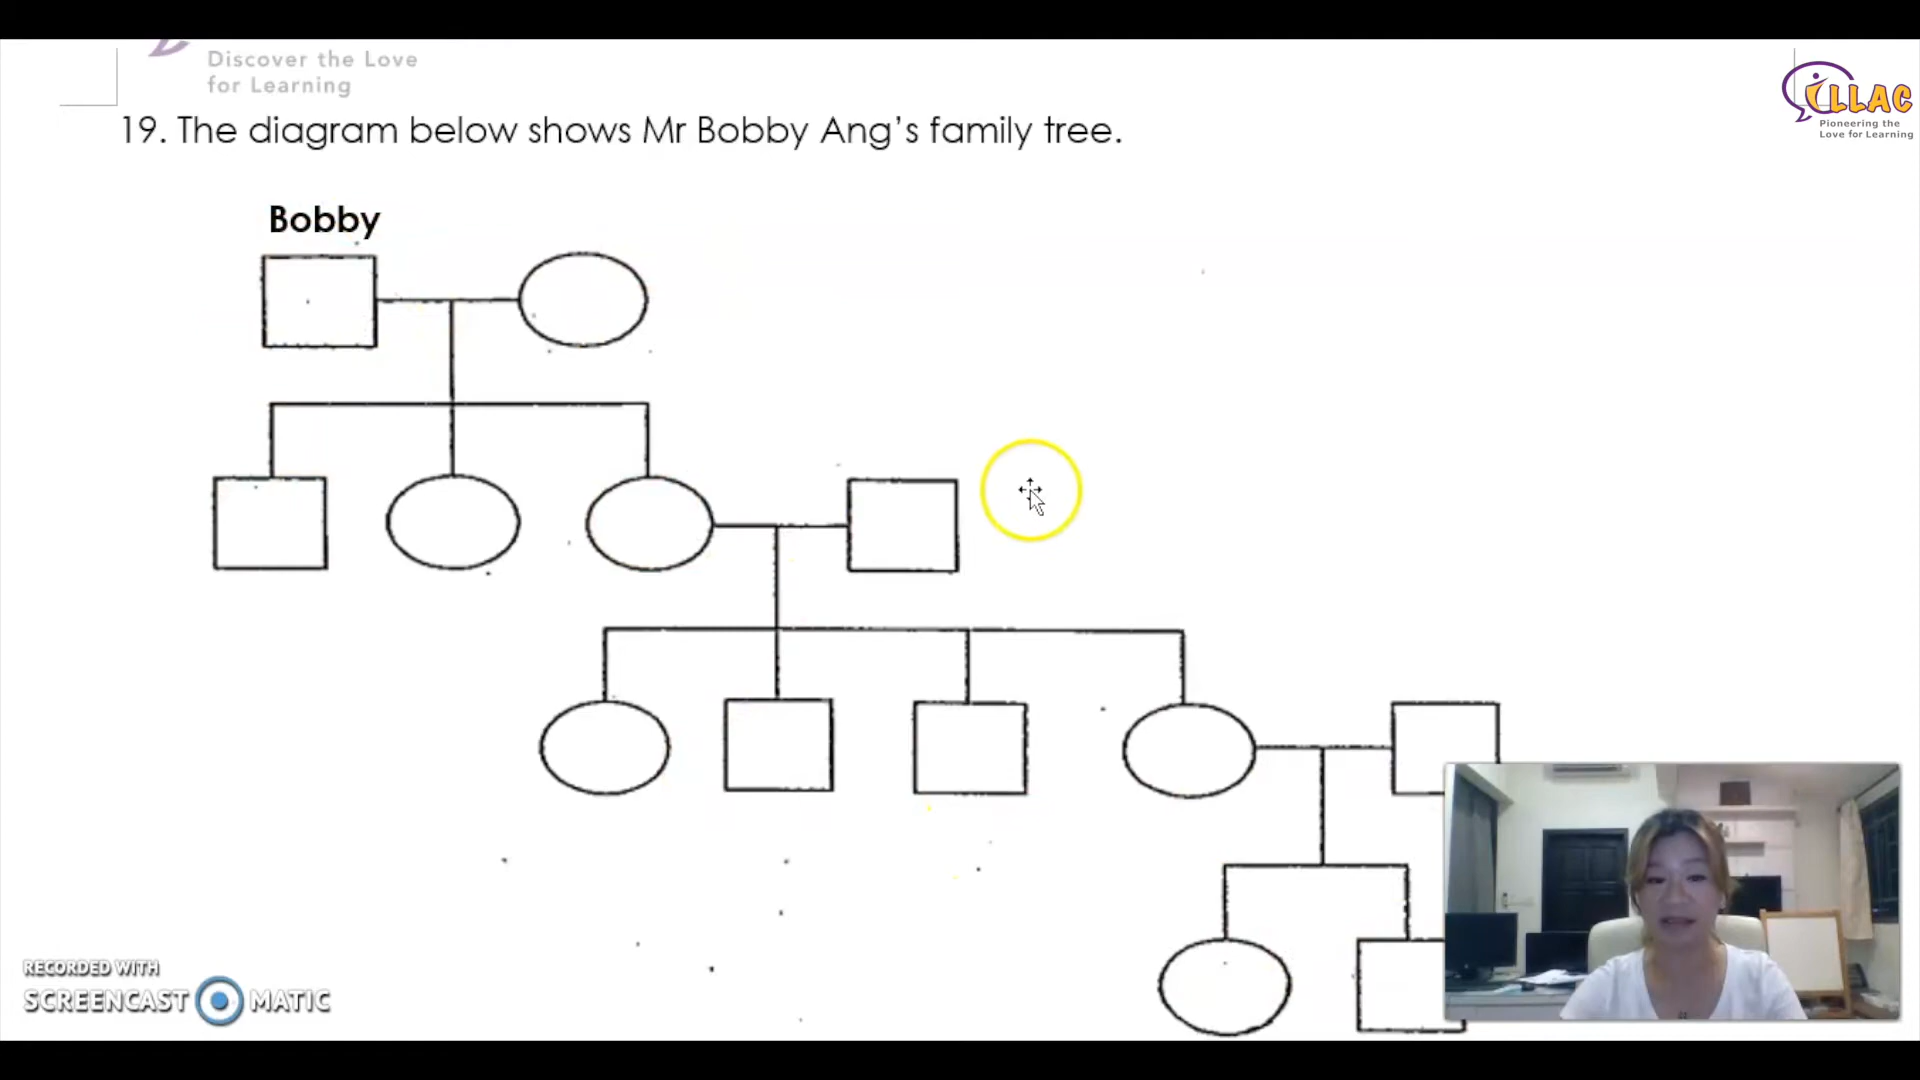 Discover the Love
for Learning
iLLAC
Pioneering the
Love for Learning
19. The diagram below shows Mr Bobby Ang’s family tree.
Bobby
RECORDED WITH
SCREENCAST MATIC